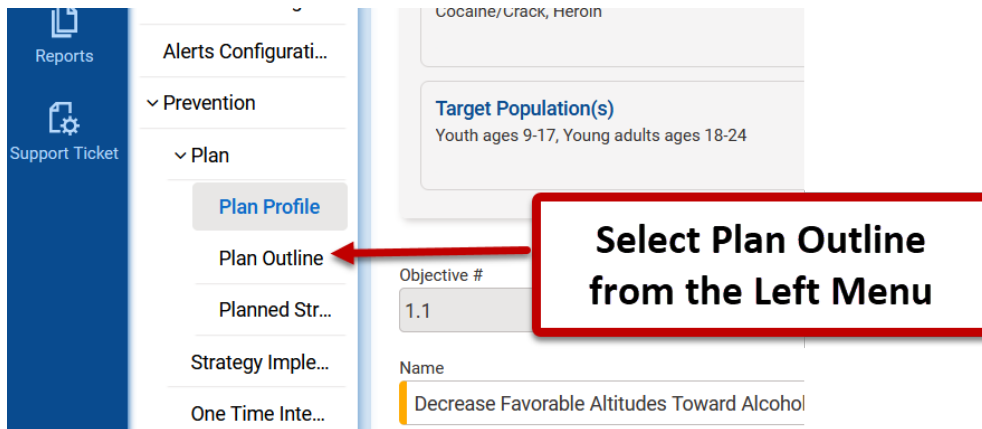 Reports
Support Ticket
Alerts Configurati...
Prevention
Plan
Plan Profile
Plan Outline
Planned Str...
Strategy Imple...
One Time Inte...
Cocaine/Crack, Heroin
Target Population(s)
Youth ages 9-17, Young adults ages 18-24
Objective #
1.1
Name
Decrease Favorable Altitudes Toward Alcohol
Select Plan Outline
from the Left Menu